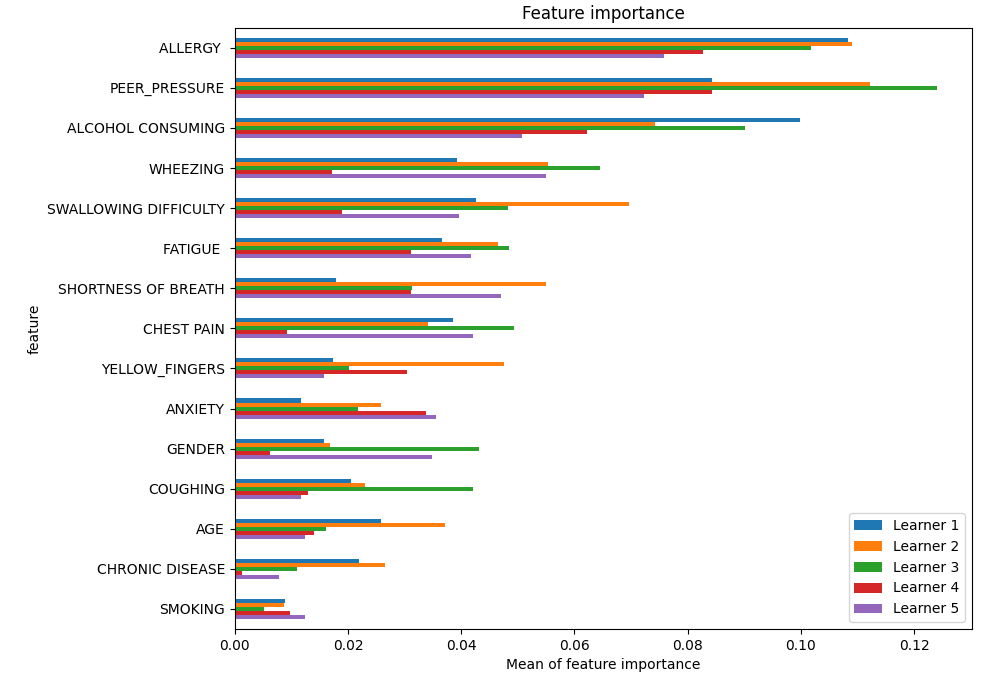 Feature importance
ALLERGY
PEER_PRESSURE
ALCOHOL CONSUMING
WHEEZING
SWALLOWING DIFFICULTY
FATIGUE
SHORTNESS OF BREATH
CHEST PAIN
YELLOW_FINGERS
ANXIETY
GENDER
COUGHING
AGE
CHRONIC DISEASE
SMOKING
feature
Learner 1
Learner 2
Learner 3
Learner 4
Learner 5
0.00 0.02 0.04 0.06 0.08 0.10 0.12
Mean of feature importance